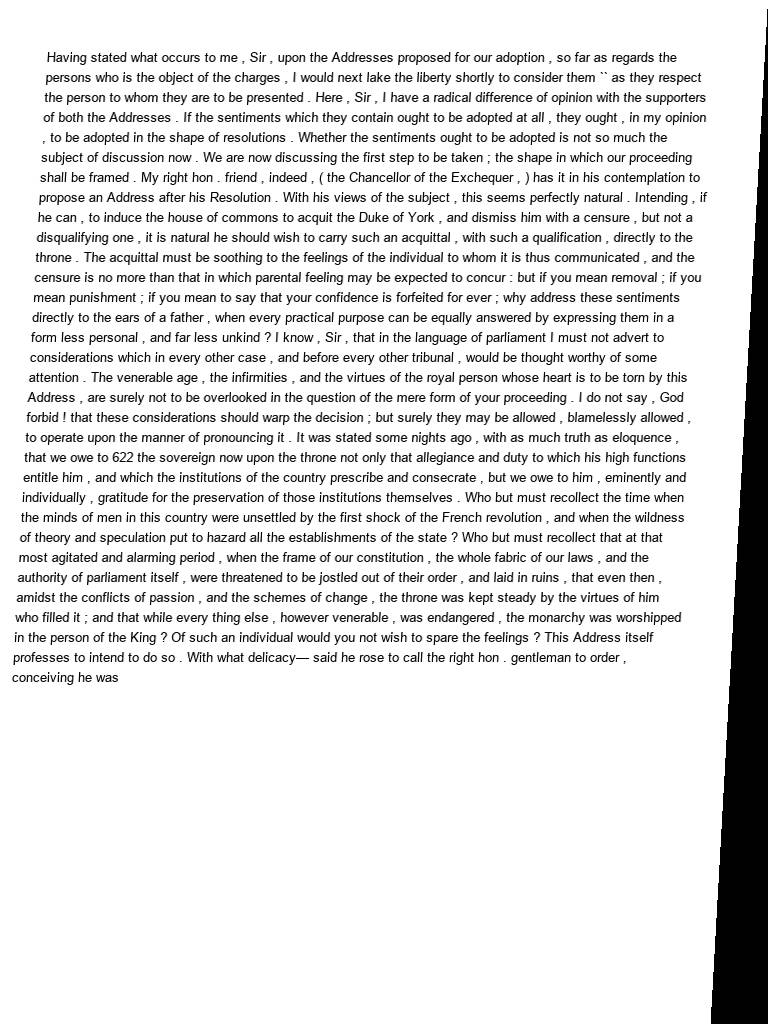 Having stated what occurs to me , Sir , upon the Addresses proposed for our adoption , so far as regards the
persons who is the object of the charges , I would next lake the liberty shortly to consider them `` as they respect
the person to whom they are to be presented . Here , Sir , I have a radical difference of opinion with the supporters
of both the Addresses . If the sentiments which they contain ought to be adopted at all , they ought , in my opinion
, to be adopted in the shape of resolutions . Whether the sentiments ought to be adopted is not so much the
subject of discussion now . We are now discussing the first step to be taken ; the shape in which our proceeding
shall be framed . My right hon . friend , indeed , ( the Chancellor of the Exchequer , ) has it in his contemplation to
propose an Address after his Resolution . With his views of the subject , this seems perfectly natural . Intending , if
he can , to induce the house of commons to acquit the Duke of York , and dismiss him with a censure , but not a
disqualifying one , it is natural he should wish to carry such an acquittal , with such a qualification , directly to the
throne . The acquittal must be soothing to the feelings of the individual to whom it is thus communicated , and the
censure is no more than that in which parental feeling may be expected to concur : but if you mean removal ; if you
mean punishment ; if you mean to say that your confidence is forfeited for ever ; why address these sentiments
directly to the ears of a father , when every practical purpose can be equally answered by expressing them in a
form less personal , and far less unkind ? I know , Sir , that in the language of parliament I must not advert to
considerations which in every other case , and before every other tribunal , would be thought worthy of some
attention . The venerable age , the infirmities , and the virtues of the royal person whose heart is to be torn by this
Address , are surely not to be overlooked in the question of the mere form of your proceeding . I do not say , God
forbid ! that these considerations should warp the decision ; but surely they may be allowed , blamelessly allowed ,
to operate upon the manner of pronouncing it . It was stated some nights ago , with as much truth as eloquence ,
that we owe to 622 the sovereign now upon the throne not only that allegiance and duty to which his high functions
entitle him , and which the institutions of the country prescribe and consecrate , but we owe to him , eminently and
individually , gratitude for the preservation of those institutions themselves . Who but must recollect the time when
the minds of men in this country were unsettled by the first shock of the French revolution , and when the wildness
of theory and speculation put to hazard all the establishments of the state ? Who but must recollect that at that
most agitated and alarming period , when the frame of our constitution , the whole fabric of our laws , and the
authority of parliament itself , were threatened to be jostled out of their order , and laid in ruins , that even then ,
amidst the conflicts of passion , and the schemes of change , the throne was kept steady by the virtues of him
who filled it ; and that while every thing else , however venerable , was endangered , the monarchy was worshipped
in the person of the King ? Of such an individual would you not wish to spare the feelings ? This Address itself
professes to intend to do so . With what delicacy— said he rose to call the right hon . gentleman to order ,
conceiving he was